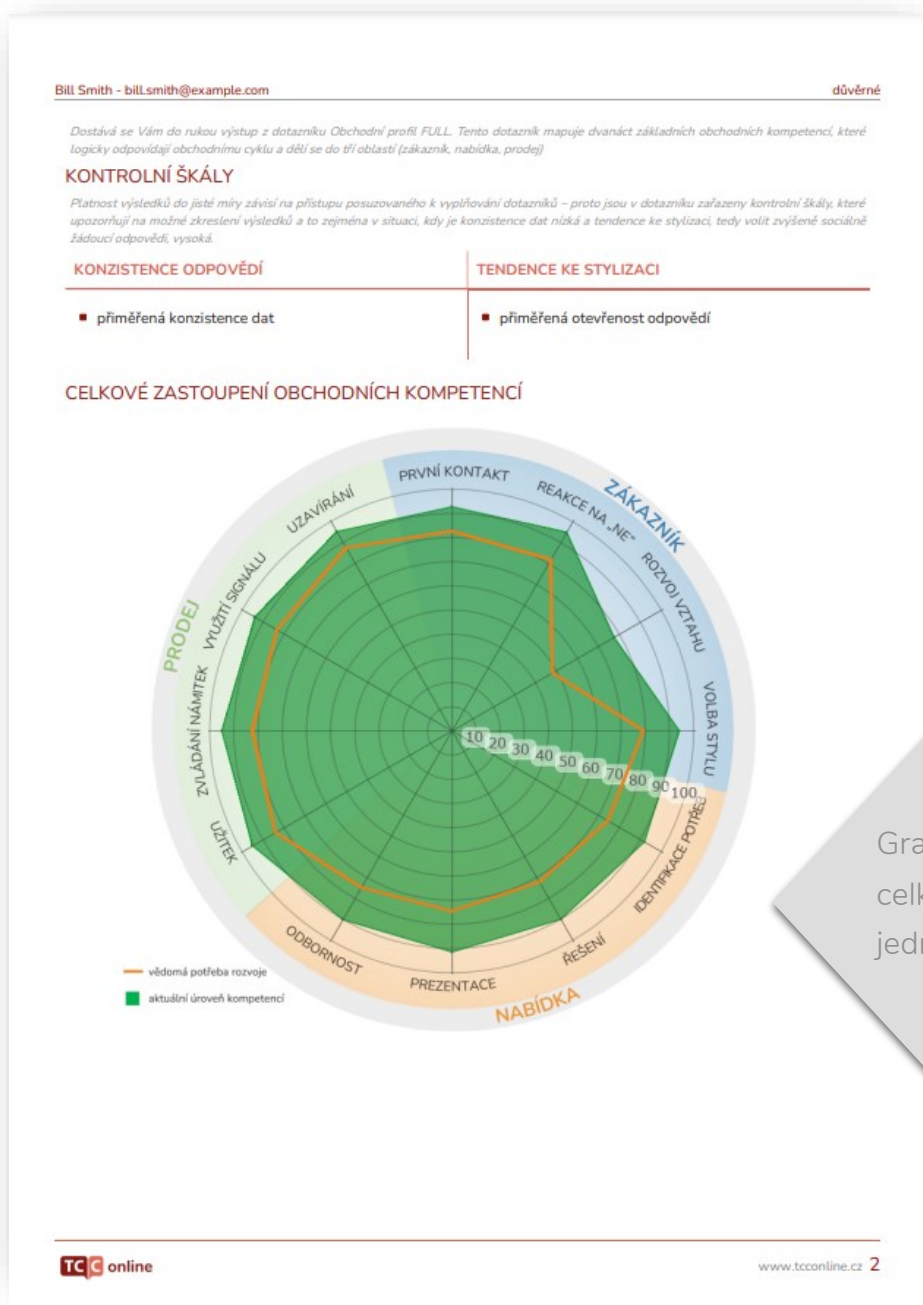 Bill Smith - bill.smith@example.com
důvěrné
Dostává se Vám do rukou výstup z dotazníku Obchodní profil FULL. Tento dotazník mapuje dvanáct základních obchodních kompetencí, které
logicky odpovídají obchodnímu cyklu a dělí se do tří oblastí (zákazník, nabídka, prodej)
KONTROLNÍ ŠKÁLY
Platnost výsledků do jisté míry závisí na přístupu posuzovaného k vyplňování dotazníků – proto jsou v dotazníku zařazeny kontrolní škály, které
upozorňují na možné zkreslení výsledků a to zejména v situaci, kdy je konzistence dat nízká a tendence ke stylizaci, tedy volit zvýšeně sociálně
žádoucí odpovědi, vysoká.
KONZISTENCE ODPOVĚDÍ
TENDENCE KE STYLIZACI
přiměřená konzistence dat
přiměřená otevřenost odpovědí
CELKOVÉ ZASTOUPENÍ OBCHODNÍCH KOMPETENCÍ
PRVNÍ KONTAKT
REAKCE NA „NE"
ZÁKAZNÍK
ROZVOJ VZTAHU
VOLBA STYLU
IDENTIFIKACE POTŘEB
ŘEŠENÍ
PREZENTACE
NABÍDKA
ODBORNOST
UŽITEK
ZVLÁDÁNÍ NÁMITEK
PRODEJ
VYUŽITÍ SIGNÁLU
UZAVÍRÁNÍ
10 20 30 40 50 60 70 80 90 100
vědomá potřeba rozvoje
aktuální úroveň kompetencí
Gra
cel
jed
TCC online
www.tcconline.cz 2